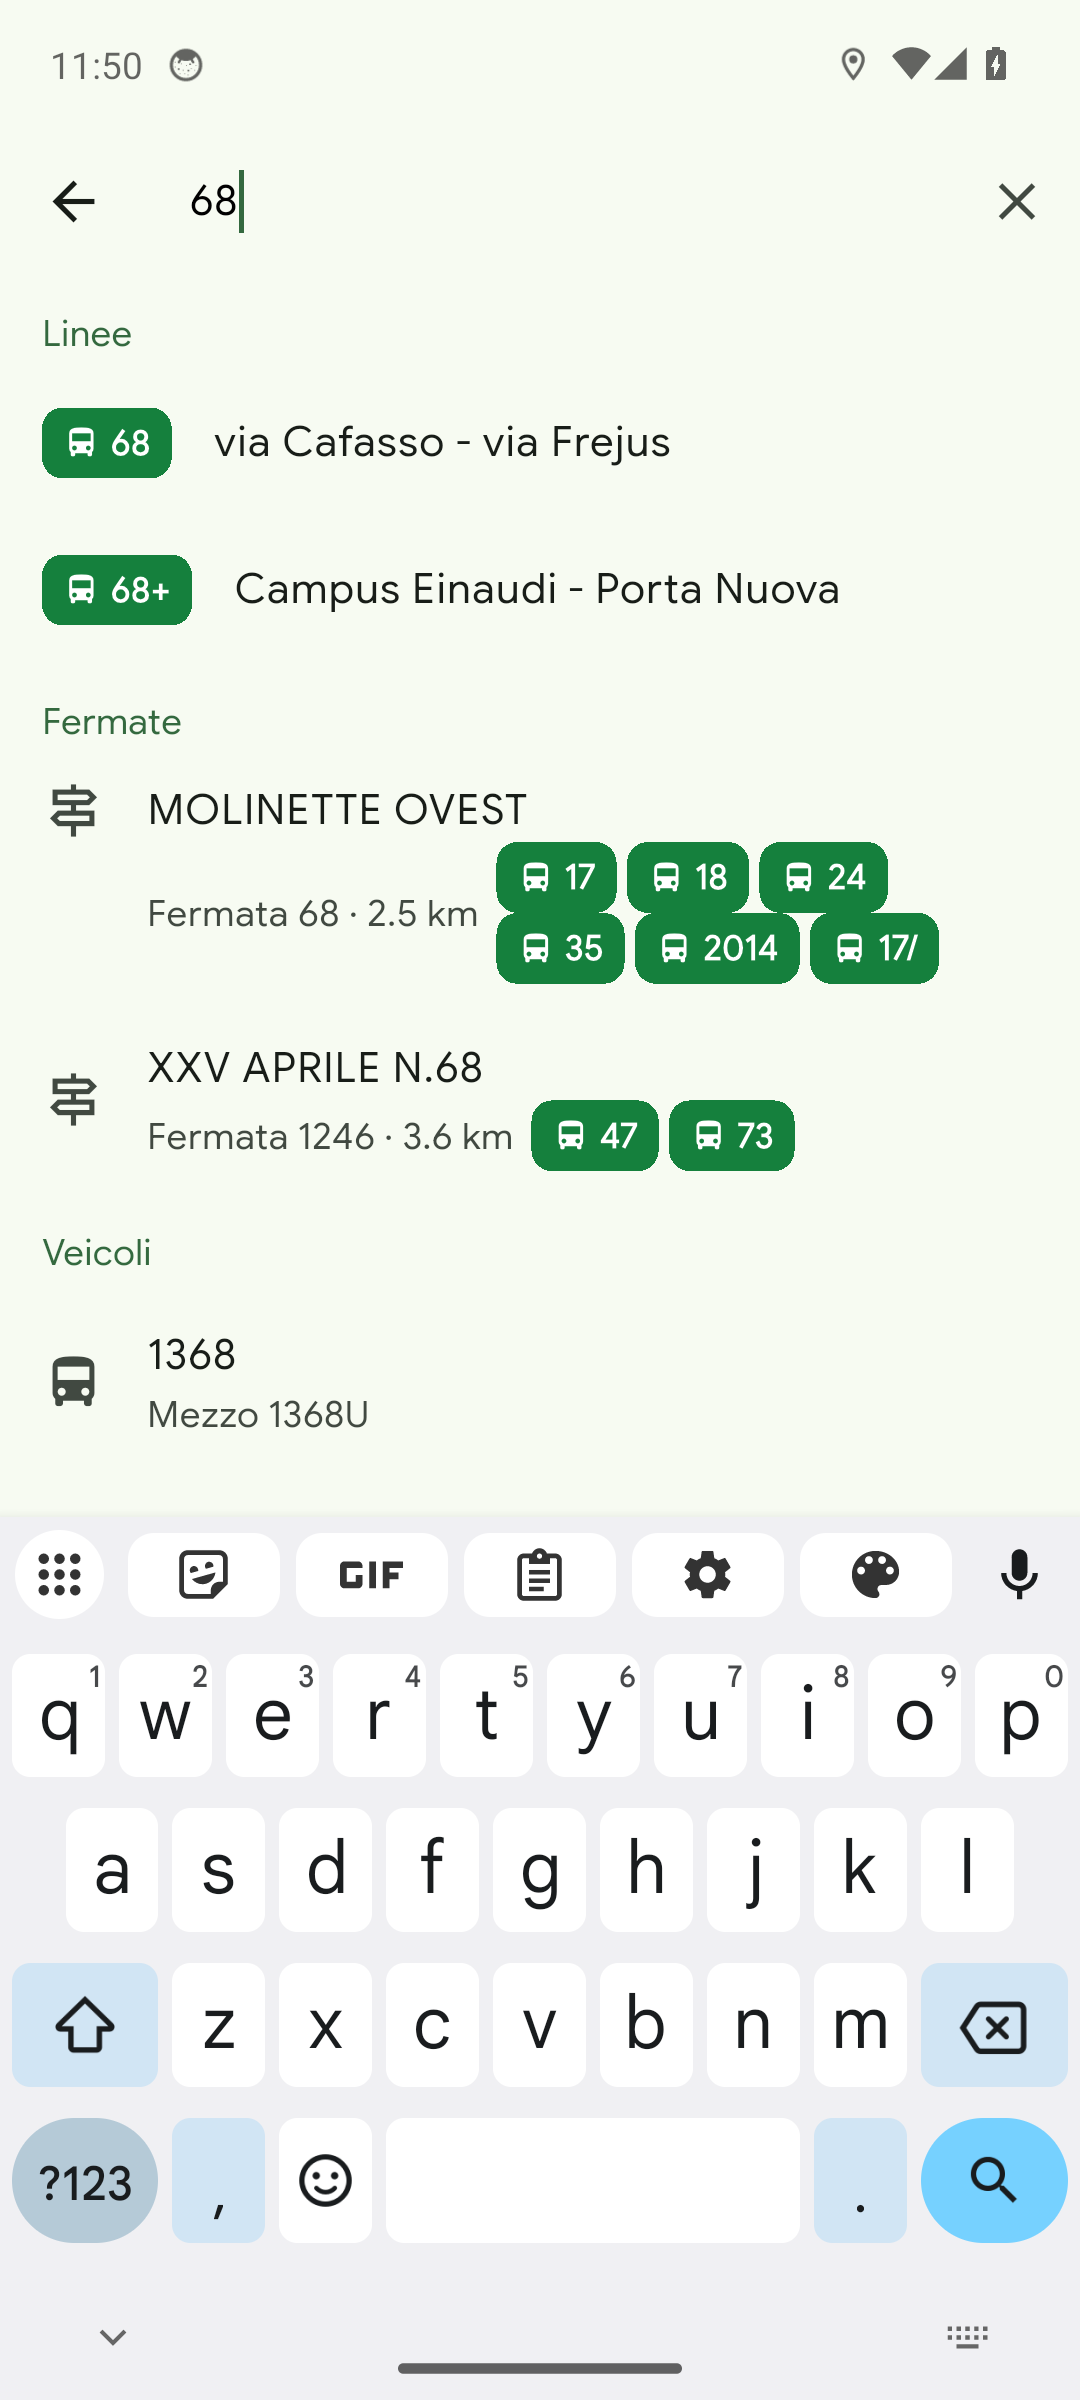 11:50
68
Linee
68 via Cafasso - via Frejus
68+ Campus Einaudi - Porta Nuova
Fermate
MOLINETTE OVEST
17 18 24
Fermata 68 · 2.5 km
35 2014 17/
XXV APRILE N.68
Fermata 1246 · 3.6 km 47 73
Veicoli
1368
Mezzo 1368U
GIF
1 2 3 4 5 6 7 8 9 0
q w e r t y u i o p
a s d f g h j k l
z x c v b n m
?123 , .